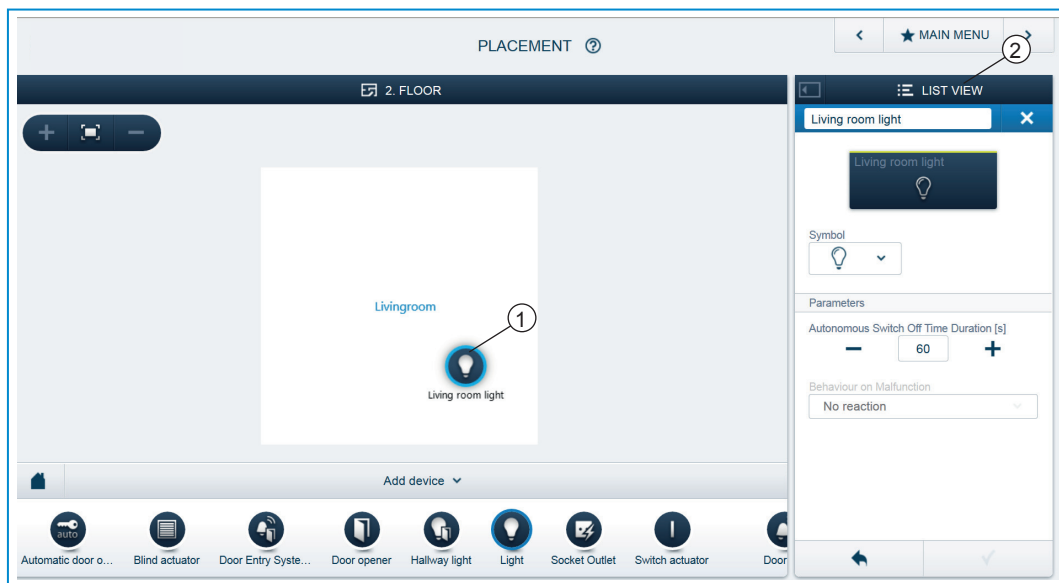 PLACEMENT ?
< ★ MAIN MENU >
2
2. FLOOR
LIST VIEW
Living room light
Living room light
Symbol
Livingroom
1
Living room light
Parameters
Autonomous Switch Off Time Duration [s]
60
Behaviour on Malfunction
No reaction
Add device
auto
Automatic door o...
Blind actuator
Door Entry Syste...
Door opener
Hallway light
Light
Socket Outlet
Switch actuator
Door